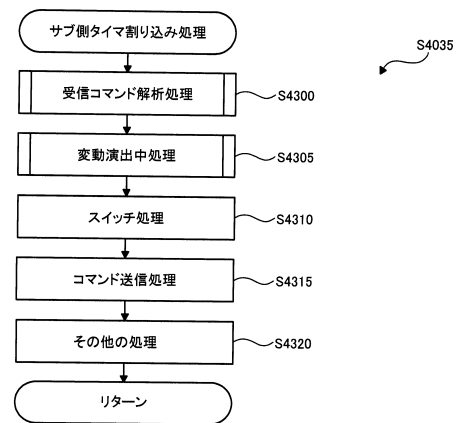 サブ側タイマ割り込み処理
S4035
受信コマンド解析処理
S4300
変動演出中処理
S4305
スイッチ処理
S4310
コマンド送信処理
S4315
その他の処理
S4320
リターン